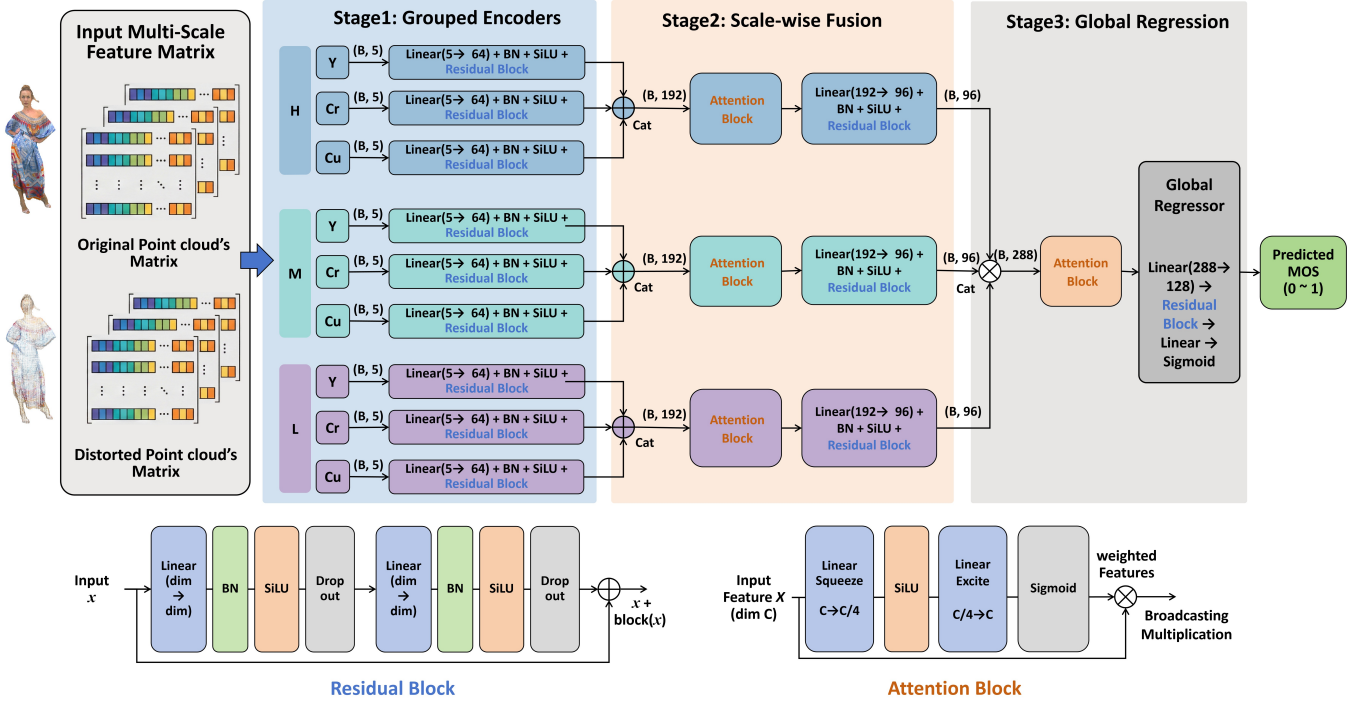 Input Multi-Scale
Feature Matrix
Original Point cloud's
Matrix
Distorted Point cloud's
Matrix
Stage1: Grouped Encoders
H
Y
(B, 5)
Linear(5→ 64) + BN + SiLU +
Residual Block
Cr
(B, 5)
Linear(5→ 64) + BN + SiLU +
Residual Block
Cu
(B, 5)
Linear(5→ 64) + BN + SiLU +
Residual Block
M
Y
(B, 5)
Linear(5→ 64) + BN + SiLU +
Residual Block
Cr
(B, 5)
Linear(5→ 64) + BN + SiLU +
Residual Block
Cu
(B, 5)
Linear(5→ 64) + BN + SiLU +
Residual Block
L
Y
(B, 5)
Linear(5→ 64) + BN + SiLU +
Residual Block
Cr
(B, 5)
Linear(5→ 64) + BN + SiLU +
Residual Block
Cu
(B, 5)
Linear(5→ 64) + BN + SiLU +
Residual Block
Stage2: Scale-wise Fusion
Cat
(B, 192)
Attention
Block
Linear(192→ 96) +
BN + SiLU +
Residual Block
(B, 96)
Cat
(B, 192)
Attention
Block
Linear(192→ 96) +
BN + SiLU +
Residual Block
(B, 96)
Cat
(B, 192)
Attention
Block
Linear(192→ 96) +
BN + SiLU +
Residual Block
(B, 96)
Stage3: Global Regression
Cat
(B, 288)
Attention
Block
Global
Regressor
Linear(288→
128) →
Residual
Block →
Linear →
Sigmoid
Predicted
MOS
(0 ~ 1)
Input
x
Linear
(dim
→
dim)
BN
SiLU
Drop
out
Linear
(dim
→
dim)
BN
SiLU
Drop
out
x +
block(x)
Residual Block
Input
Feature X
(dim C)
Linear
Squeeze
C→C/4
SiLU
Linear
Excite
C/4→C
Sigmoid
weighted
Features
Broadcasting
Multiplication
Attention Block